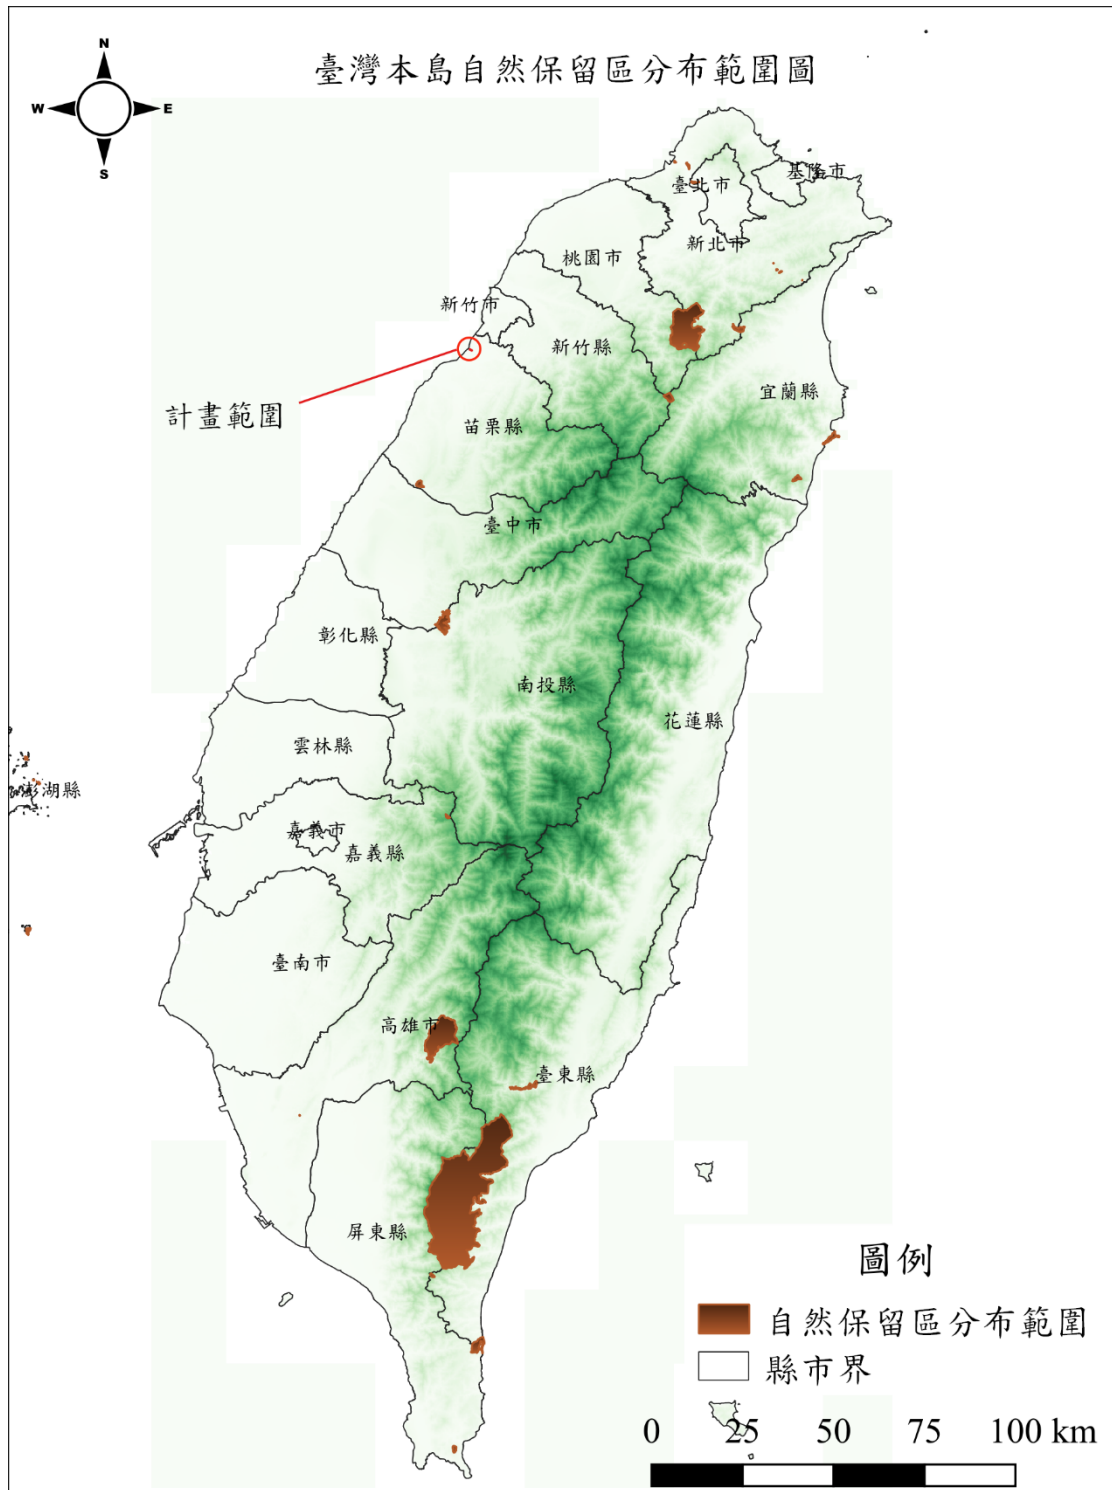 臺灣本島自然保留區分布範圍圖
N
W
E
S
基隆市
臺北市
新北市
桃園市
新竹市
新竹縣
宜蘭縣
計畫範圍
苗栗縣
臺中市
彰化縣
南投縣
花蓮縣
雲林縣
澎湖縣
嘉義市
嘉義縣
臺南市
高雄市
臺東縣
屏東縣
圖例
自然保留區分布範圍
縣市界
0 25 50 75 100 km